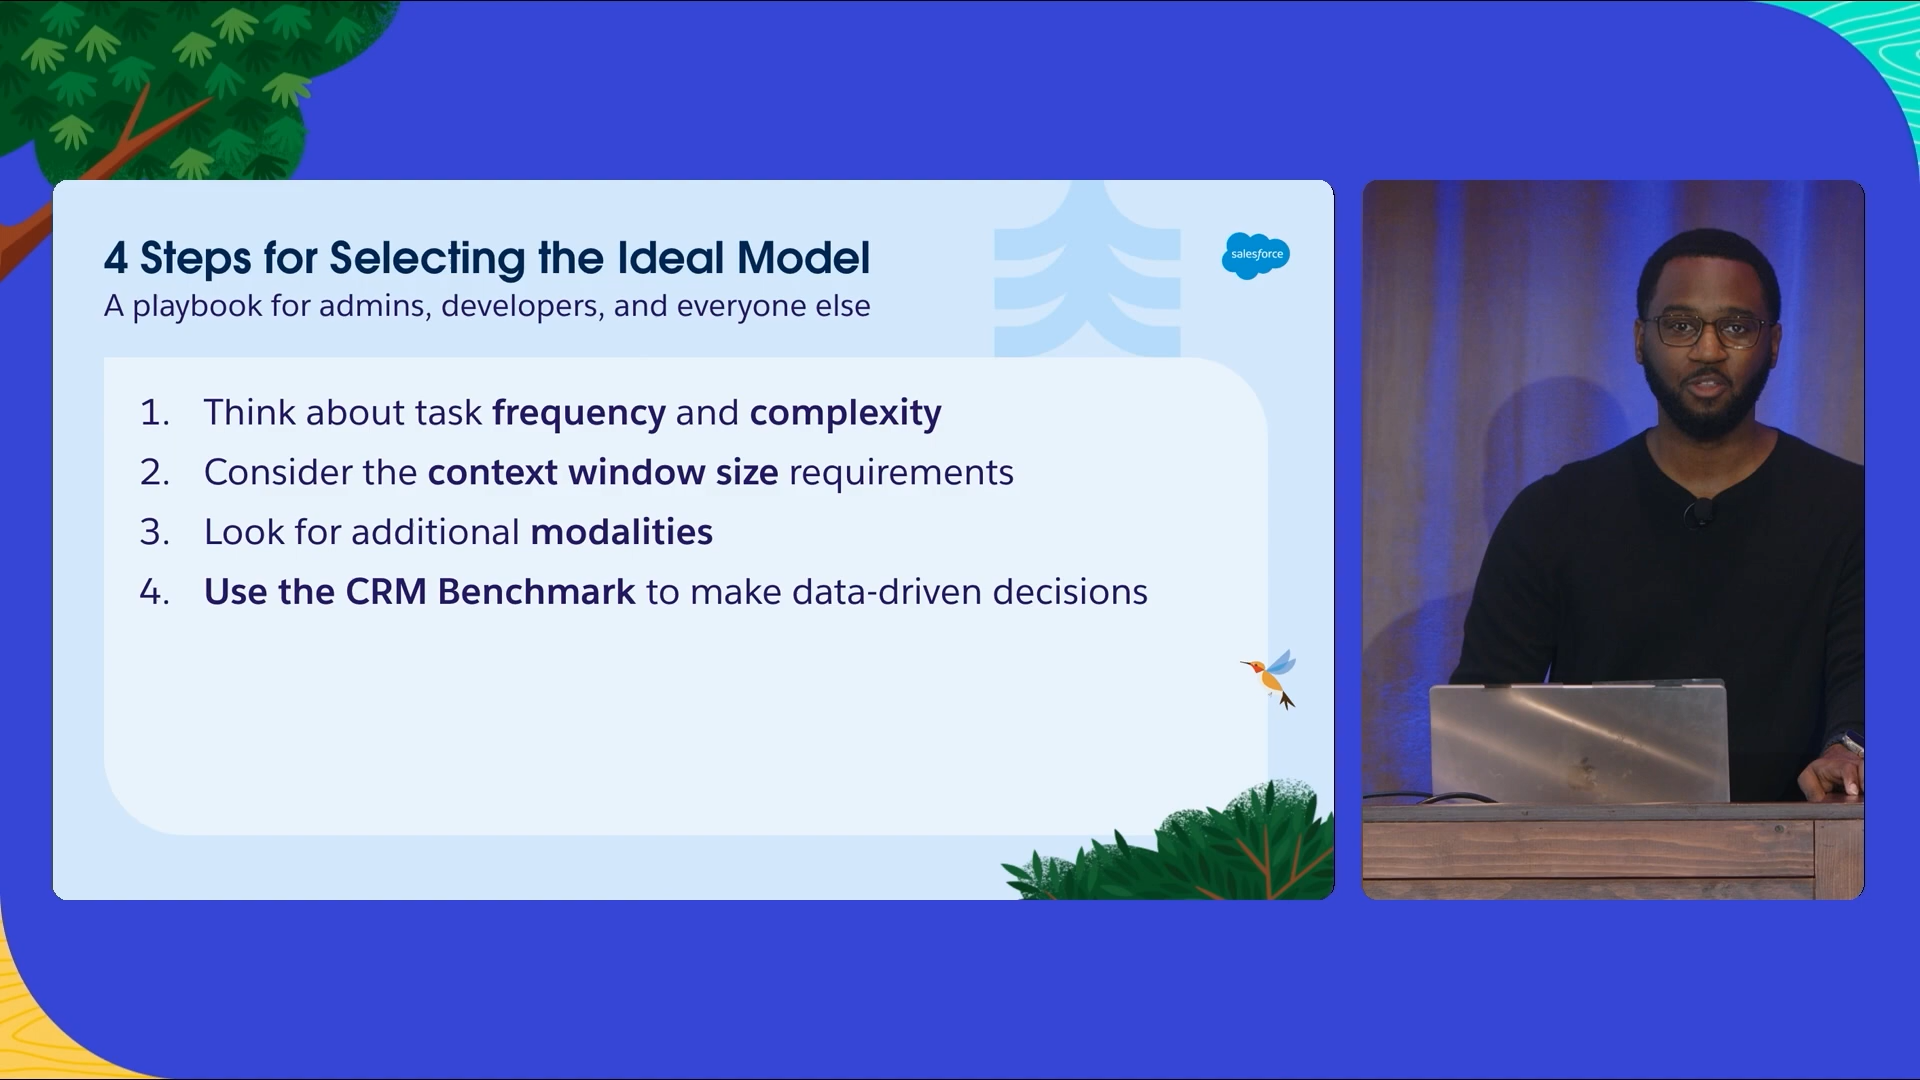 4 Steps for Selecting the Ideal Model
A playbook for admins, developers, and everyone else
salesforce
1. Think about task frequency and complexity
2. Consider the context window size requirements
3. Look for additional modalities
4. Use the CRM Benchmark to make data-driven decisions